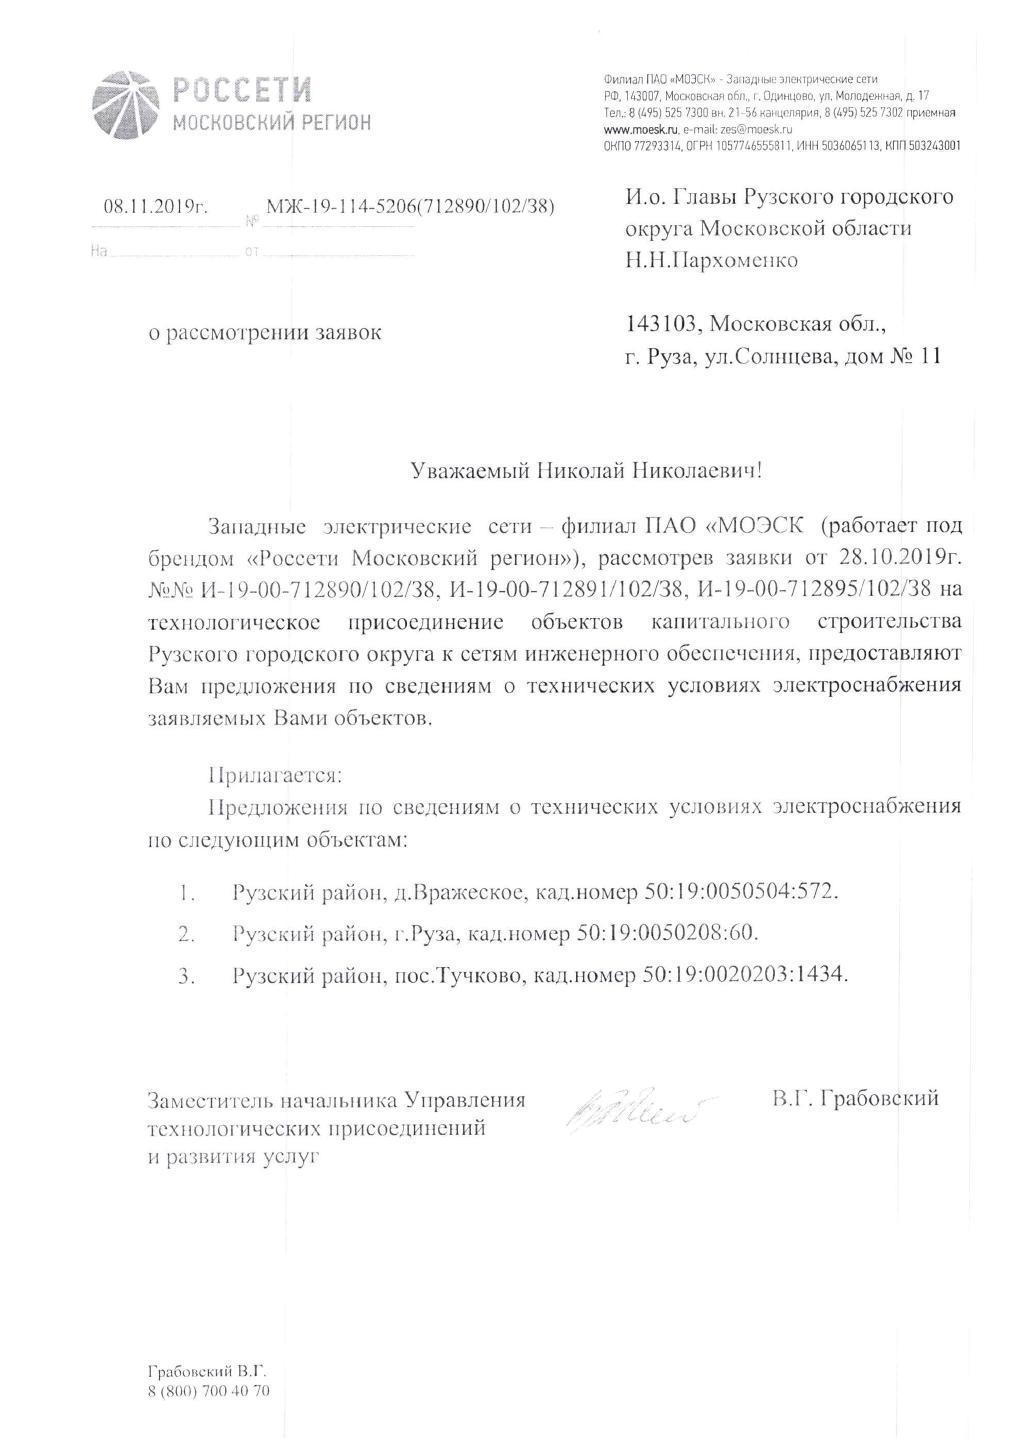 РОССЕТИ
МОСКОВСКИЙ РЕГИОН
Филиал ПАО «МОЭСК» - Западные электрические сети
РФ, 143007, Московская обл., г. Одинцово, ул. Молодежная, д. 17
Тел.: 8 (495) 525 7300 вн. 21-56 канцелярия, 8 (495) 525 7302 приемная
www.moesk.ru, e-mail: zes@moesk.ru
ОКПО 77293314, ОГРН 1057746555811, ИНН 5036065113, КПП 503243001
08.11.2019г. № МЖ-19-114-5206(712890/102/38)
На от
И.о. Главы Рузского городского
округа Московской области
Н.Н.Пархоменко
143103, Московская обл.,
г. Руза, ул.Солнцева, дом № 11
о рассмотрении заявок
Уважаемый Николай Николаевич!
Западные электрические сети – филиал ПАО «МОЭСК (работает под
брендом «Россети Московский регион»), рассмотрев заявки от 28.10.2019г.
№№ И-19-00-712890/102/38, И-19-00-712891/102/38, И-19-00-712895/102/38 на
технологическое присоединение объектов капитального строительства
Рузского городского округа к сетям инженерного обеспечения, предоставляют
Вам предложения по сведениям о технических условиях электроснабжения
заявляемых Вами объектов.
Прилагается:
Предложения по сведениям о технических условиях электроснабжения
по следующим объектам:
1. Рузский район, д.Вражеское, кад.номер 50:19:0050504:572.
2. Рузский район, г.Руза, кад.номер 50:19:0050208:60.
3. Рузский район, пос.Тучково, кад.номер 50:19:0020203:1434.
Заместитель начальника Управления
технологических присоединений
и развития услуг
В.Г. Грабовский
Грабовский В.Г.
8 (800) 700 40 70